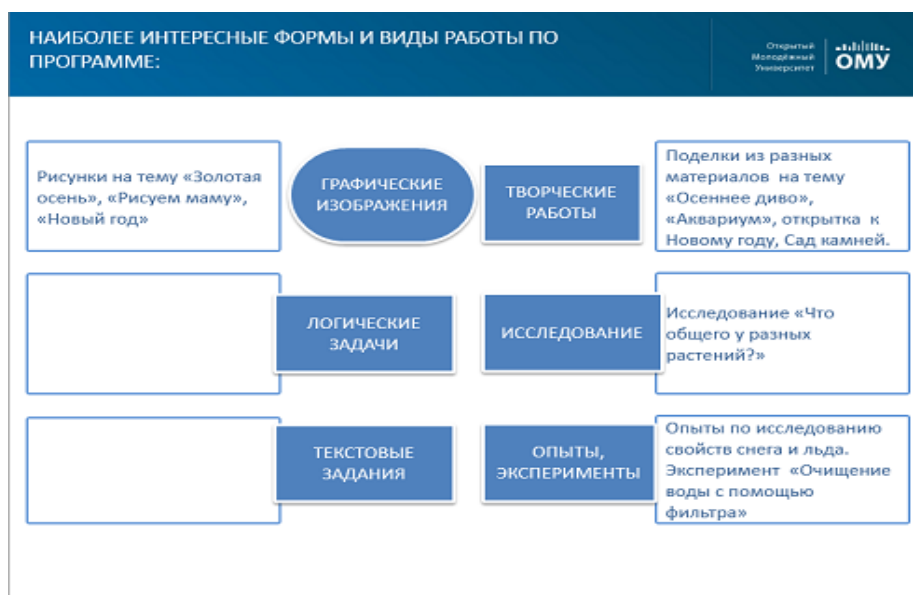 НАИБОЛЕЕ ИНТЕРЕСНЫЕ ФОРМЫ И ВИДЫ РАБОТЫ ПО
ПРОГРАММЕ:
Открытый
Молодёжный
Университет
ОМУ
Рисунки на тему «Золотая
осень», «Рисуем маму»,
«Новый год»
ГРАФИЧЕСКИЕ
ИЗОБРАЖЕНИЯ
ТВОРЧЕСКИЕ
РАБОТЫ
Поделки из разных
материалов на тему
«Осеннее диво»,
«Аквариум», открытка к
Новому году, Сад камней.
ЛОГИЧЕСКИЕ
ЗАДАЧИ
ИССЛЕДОВАНИЕ
Исследование «Что
общего у разных
растений?»
ТЕКСТОВЫЕ
ЗАДАНИЯ
ОПЫТЫ,
ЭКСПЕРИМЕНТЫ
Опыты по исследованию
свойств снега и льда.
Эксперимент «Очищение
воды с помощью
фильтра»